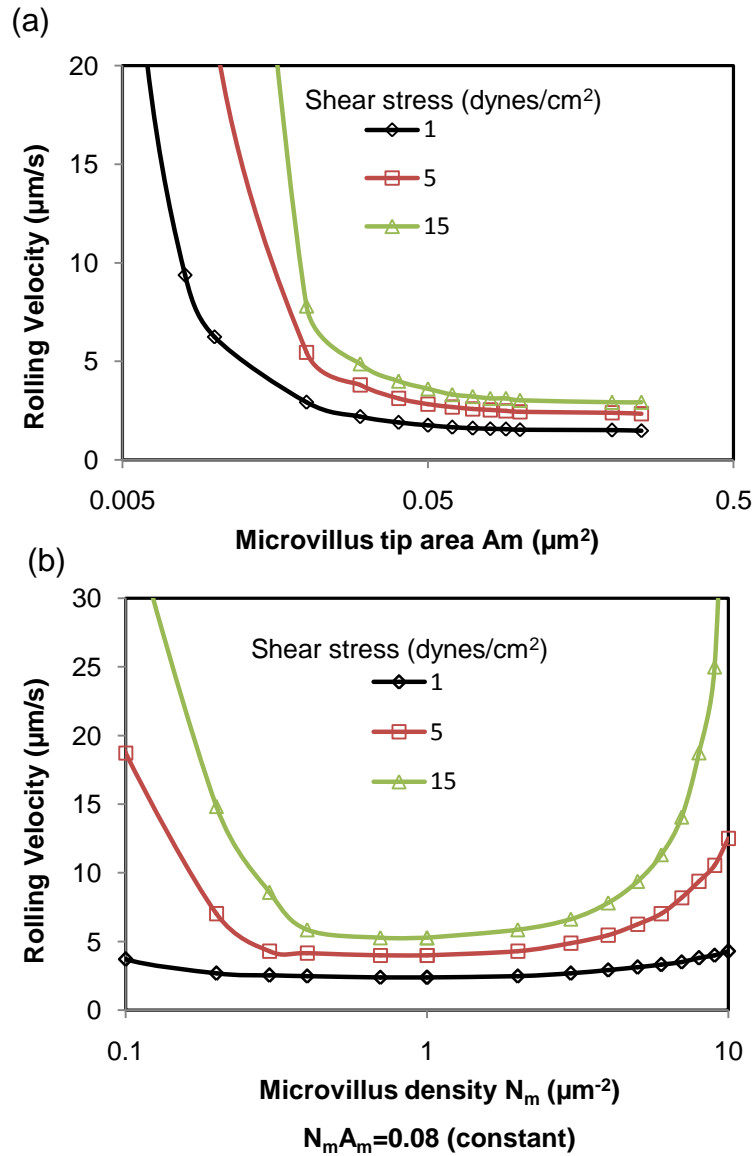 (a)
20
15
10
5
0
Rolling Velocity (μm/s)
Shear stress (dynes/cm²)
1
5
15
0.005
0.05
0.5
Microvillus tip area Am (μm²)
(b)
30
25
20
15
10
5
0
Rolling Velocity (μm/s)
Shear stress (dynes/cm²)
1
5
15
0.1
1
10
Microvillus density Nₘ (μm⁻²)
NₘAₘ=0.08 (constant)